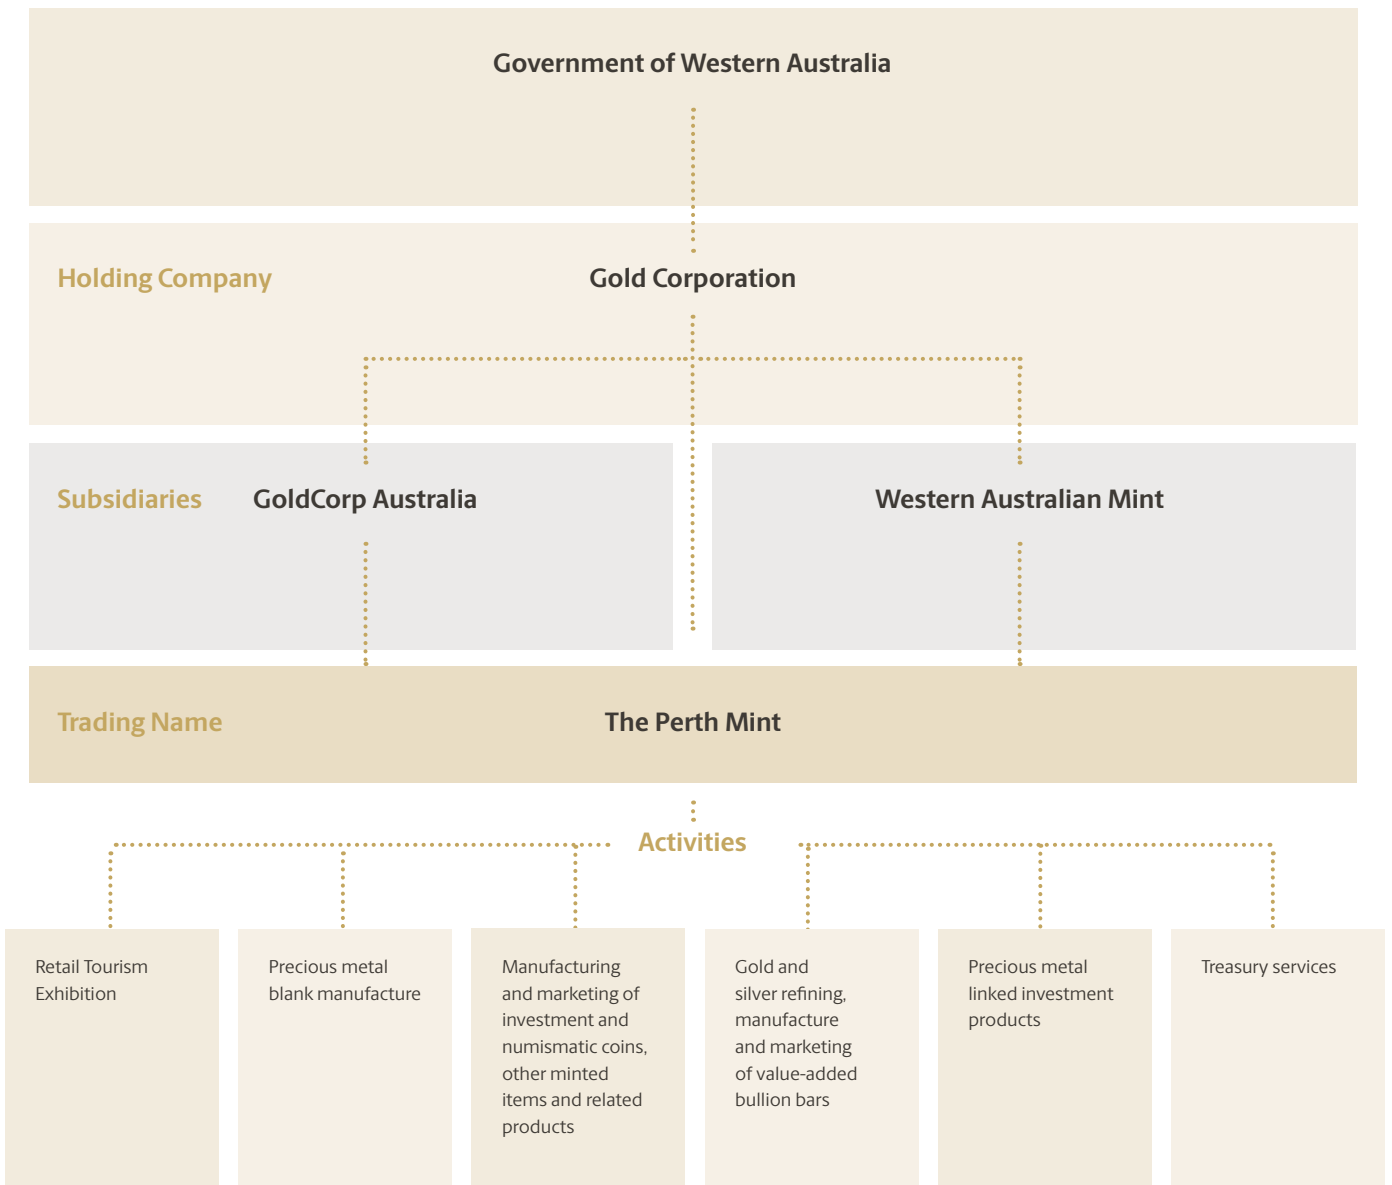 Government of Western Australia
Holding Company
Gold Corporation
Subsidiaries
GoldCorp Australia
Western Australian Mint
Trading Name
The Perth Mint
Activities
Retail Tourism
Exhibition
Precious metal
blank manufacture
Manufacturing
and marketing of
investment and
numismatic coins,
other minted
items and related
products
Gold and
silver refining,
manufacture
and marketing
of value-added
bullion bars
Precious metal
linked investment
products
Treasury services